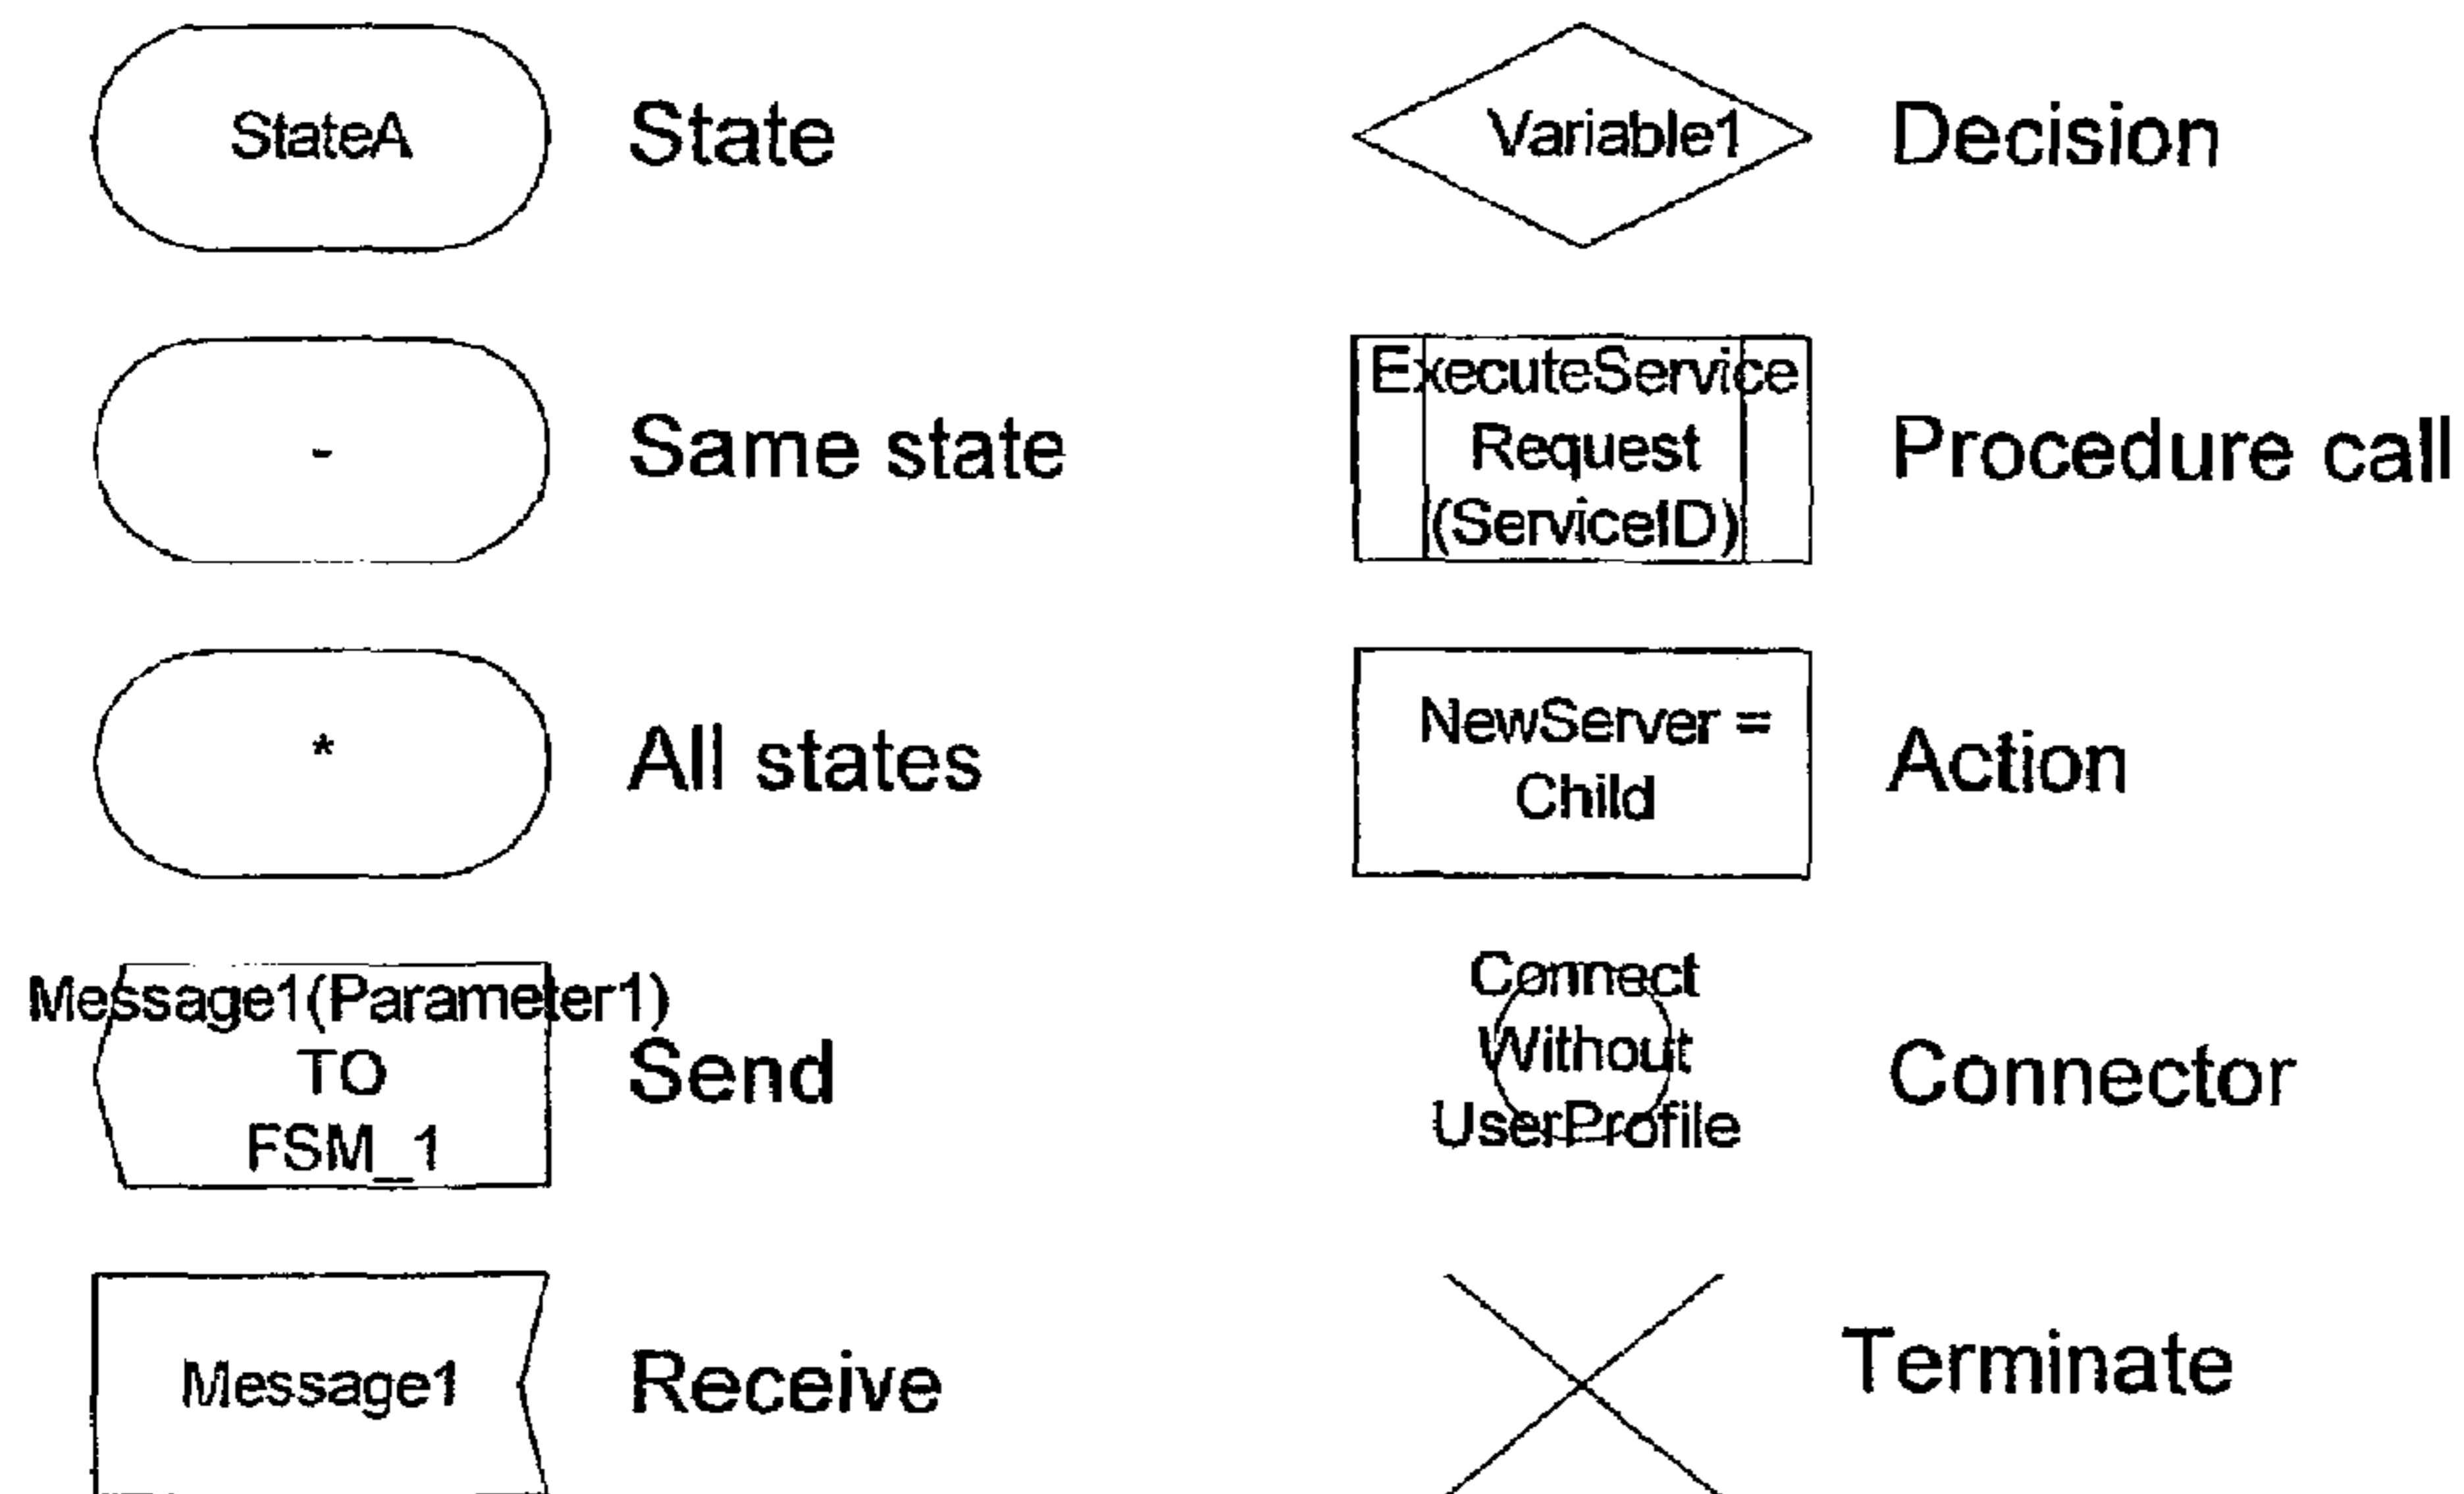 StateA
State
Variable1
Decision
-
Same state
ExecuteService
Request
(ServiceID)
Procedure call
*
All states
NewServer =
Child
Action
Message1(Parameter1)
TO
FSM_1
Send
Connect
Without
UserProfile
Connector
Message1
Receive
Terminate